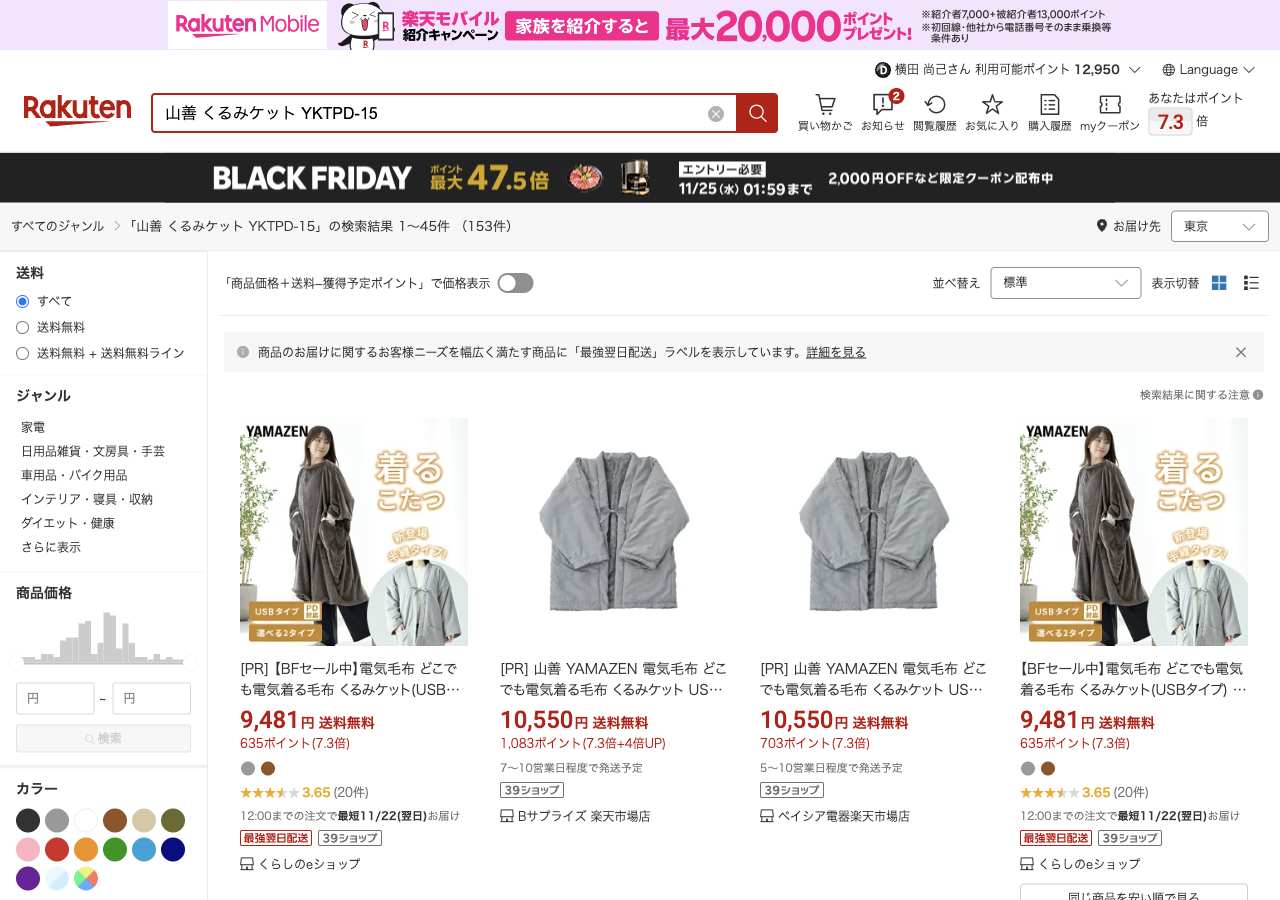 Rakuten Mobile
楽天モバイル
紹介キャンペーン
家族を紹介すると
最大20,000ポイントプレゼント!
※紹介者7,000+被紹介者13,000ポイント
※初回線・他社から電話番号そのまま乗換等
条件あり
横田 尚己さん 利用可能ポイント 12,950
Language
Rakuten
山善 くるみケット YKTPD-15
買い物かご
2
お知らせ
閲覧履歴
お気に入り
購入履歴
myクーポン
あなたはポイント
7.3 倍
BLACK FRIDAY
ポイント最大47.5倍
エントリー必要
11/25(水) 01:59まで
2,000円OFFなど限定クーポン配布中
すべてのジャンル
「山善 くるみケット YKTPD-15」の検索結果 1〜45件 （153件）
お届け先
東京
送料
すべて
送料無料
送料無料 + 送料無料ライン
ジャンル
家電
日用品雑貨・文房具・手芸
車用品・バイク用品
インテリア・寝具・収納
ダイエット・健康
さらに表示
商品価格
円 ~ 円
検索
カラー
「商品価格＋送料−獲得予定ポイント」で価格表示
並べ替え
標準
表示切替
商品のお届けに関するお客様ニーズを幅広く満たす商品に「最強翌日配送」ラベルを表示しています。詳細を見る
検索結果に関する注意
YAMAZEN
着る
こたつ
新登場
半纏タイプ!
USBタイプ PD対応
選べる2タイプ
[PR]【BFセール中】電気毛布 どこで
も電気着る毛布 くるみケット(USB…
9,481円 送料無料
635ポイント(7.3倍)
3.65 (20件)
12:00までの注文で最短11/22(翌日)お届け
最強翌日配送
39ショップ
くらしのeショップ
[PR] 山善 YAMAZEN 電気毛布 どこ
でも電気着る毛布 くるみケット US…
10,550円 送料無料
1,083ポイント(7.3倍+4倍UP)
7〜10営業日程度で発送予定
39ショップ
Bサプライズ 楽天市場店
[PR] 山善 YAMAZEN 電気毛布 どこ
でも電気着る毛布 くるみケット US…
10,550円 送料無料
703ポイント(7.3倍)
5〜10営業日程度で発送予定
39ショップ
ベイシア電器楽天市場店
YAMAZEN
着る
こたつ
新登場
半纏タイプ!
USBタイプ PD対応
選べる2タイプ
【BFセール中】電気毛布 どこでも電気
着る毛布 くるみケット(USBタイプ) …
9,481円 送料無料
635ポイント(7.3倍)
3.65 (20件)
12:00までの注文で最短11/22(翌日)お届け
最強翌日配送
39ショップ
くらしのeショップ
同じ商品を安い順で見る